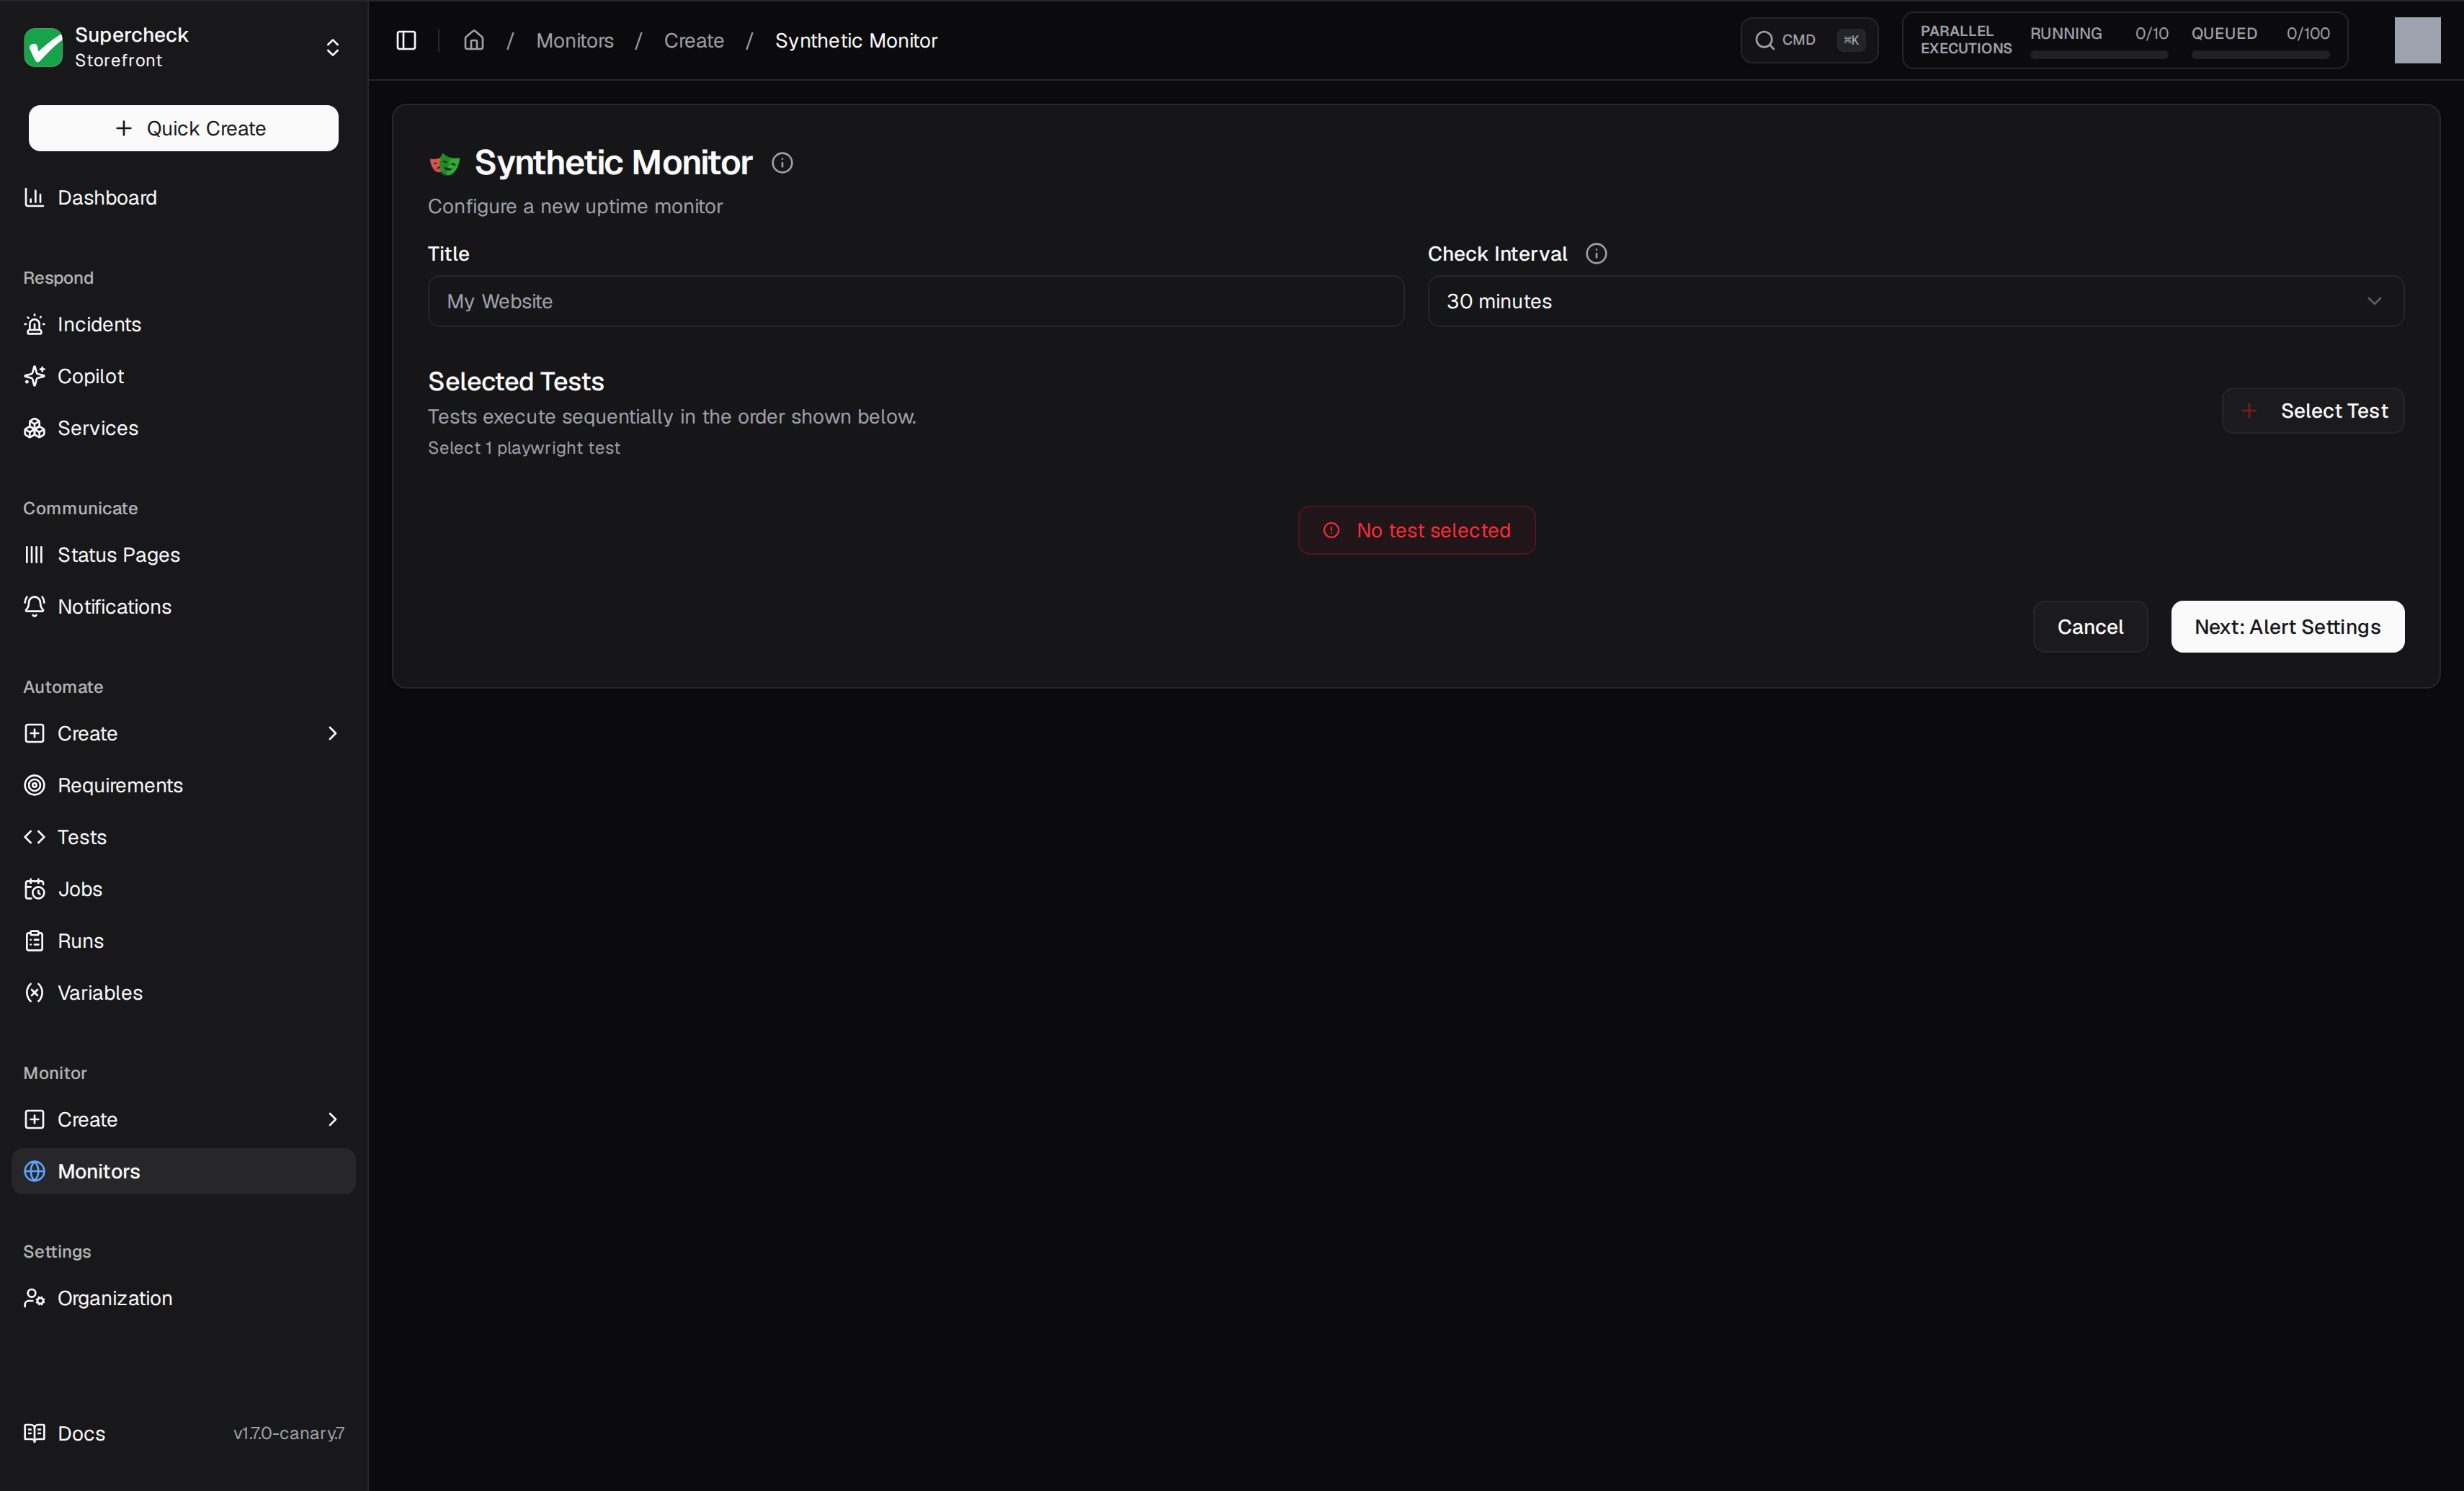 Supercheck
Storefront
Quick Create
Dashboard
Respond
Incidents
Copilot
Services
Communicate
Status Pages
Notifications
Automate
Create
Requirements
Tests
Jobs
Runs
Variables
Monitor
Create
Monitors
Settings
Organization
Docs
v1.7.0-canary.7
/ Monitors / Create / Synthetic Monitor
CMD ⌘K
PARALLEL EXECUTIONS
RUNNING 0/10
QUEUED 0/100
Synthetic Monitor
Configure a new uptime monitor
Title
My Website
Check Interval
30 minutes
Selected Tests
Tests execute sequentially in the order shown below.
Select 1 playwright test
Select Test
No test selected
Cancel
Next: Alert Settings